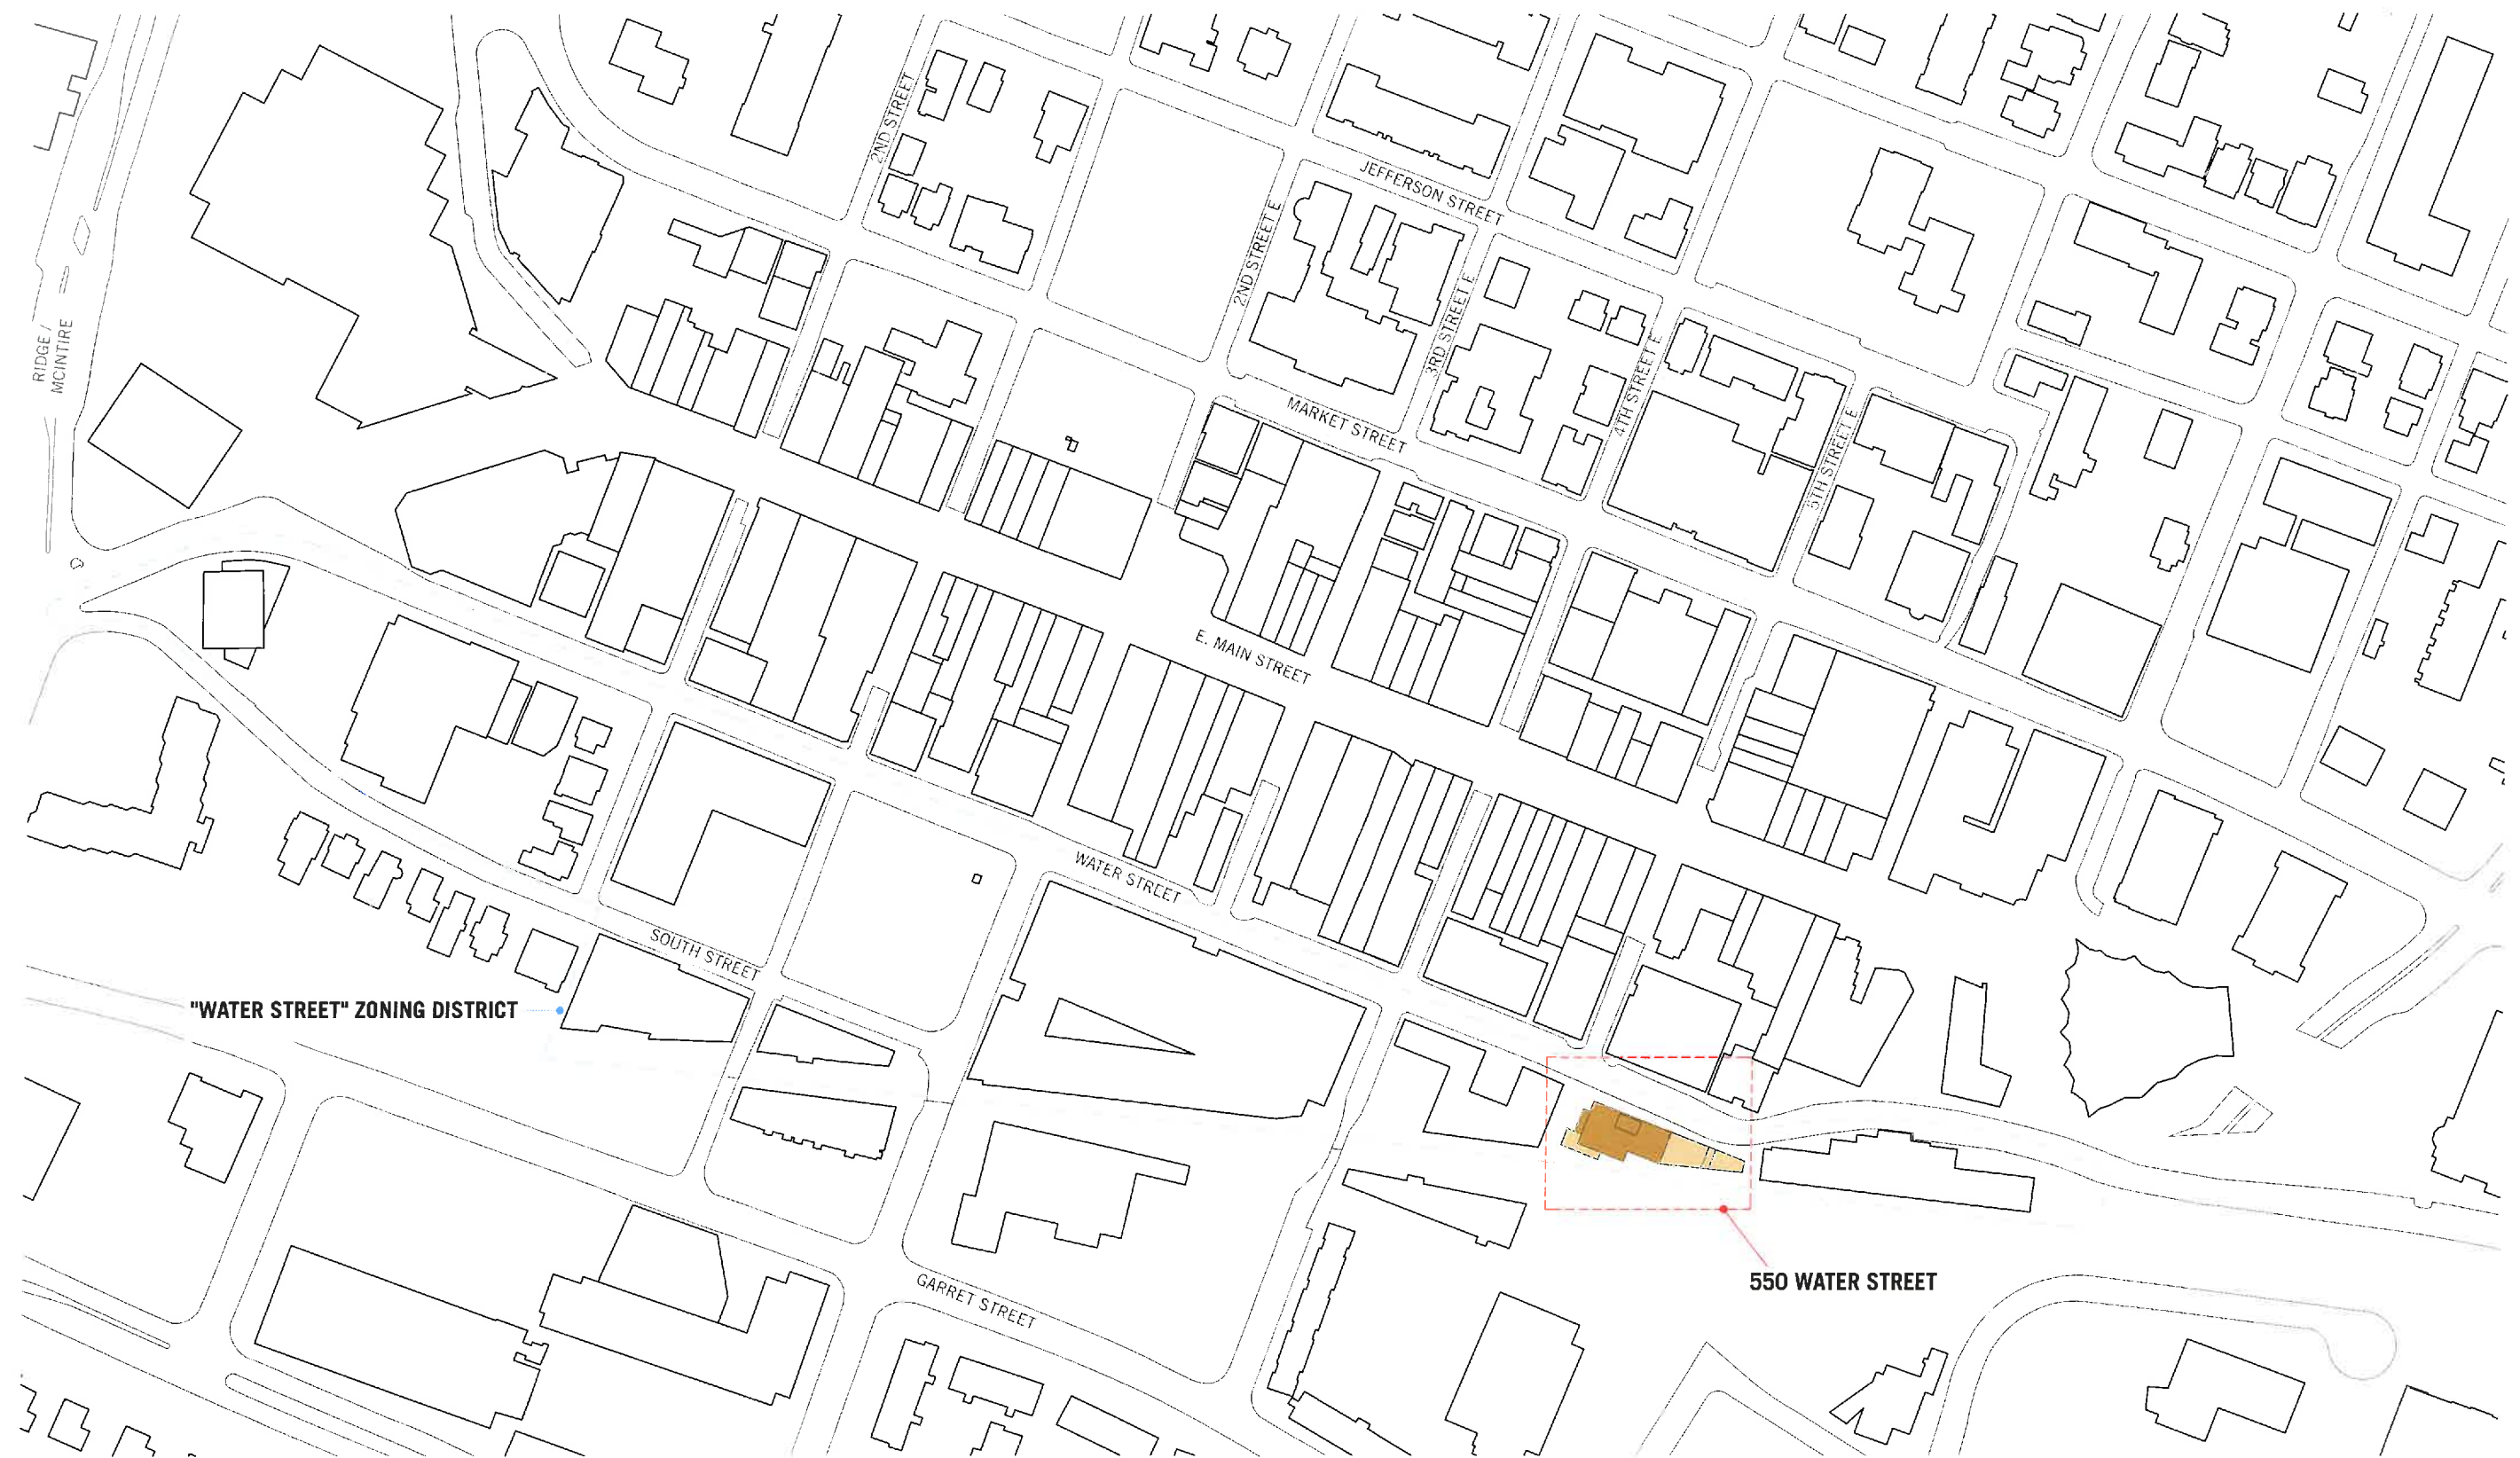 2ND STREET
JEFFERSON STREET
2ND STREET E
3RD STREET E
RIDGE /
MCINTIRE
4TH STREET E
MARKET STREET
5TH STREET E
E. MAIN STREET
WATER STREET
SOUTH STREET
"WATER STREET" ZONING DISTRICT
550 WATER STREET
GARRET STREET